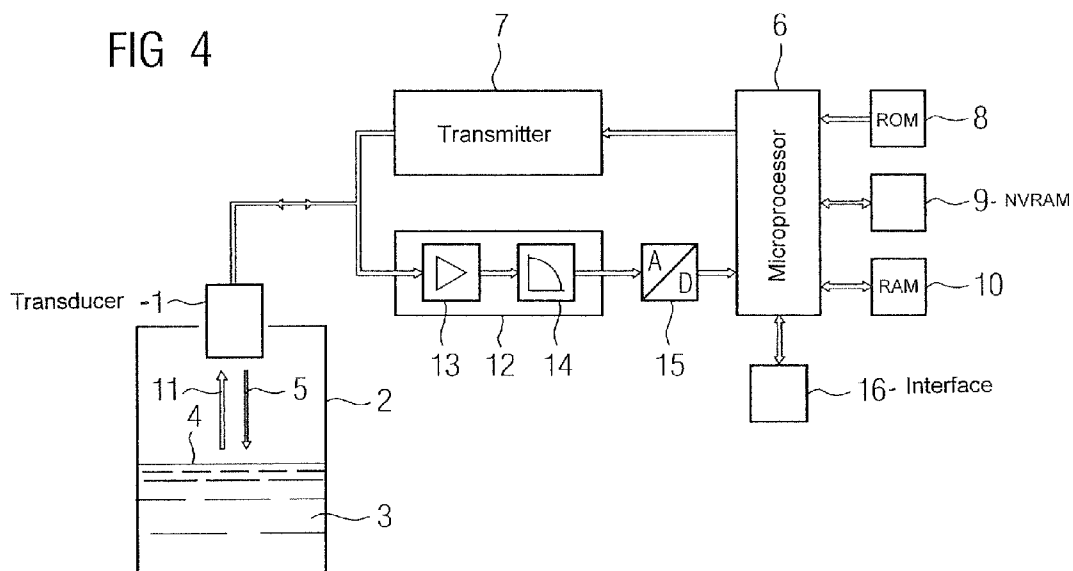 FIG 4
7
6
Transmitter
Microprocessor
ROM
8
9- NVRAM
RAM
10
A
D
Transducer -1
13
12
14
15
11
5
2
4
16- Interface
3